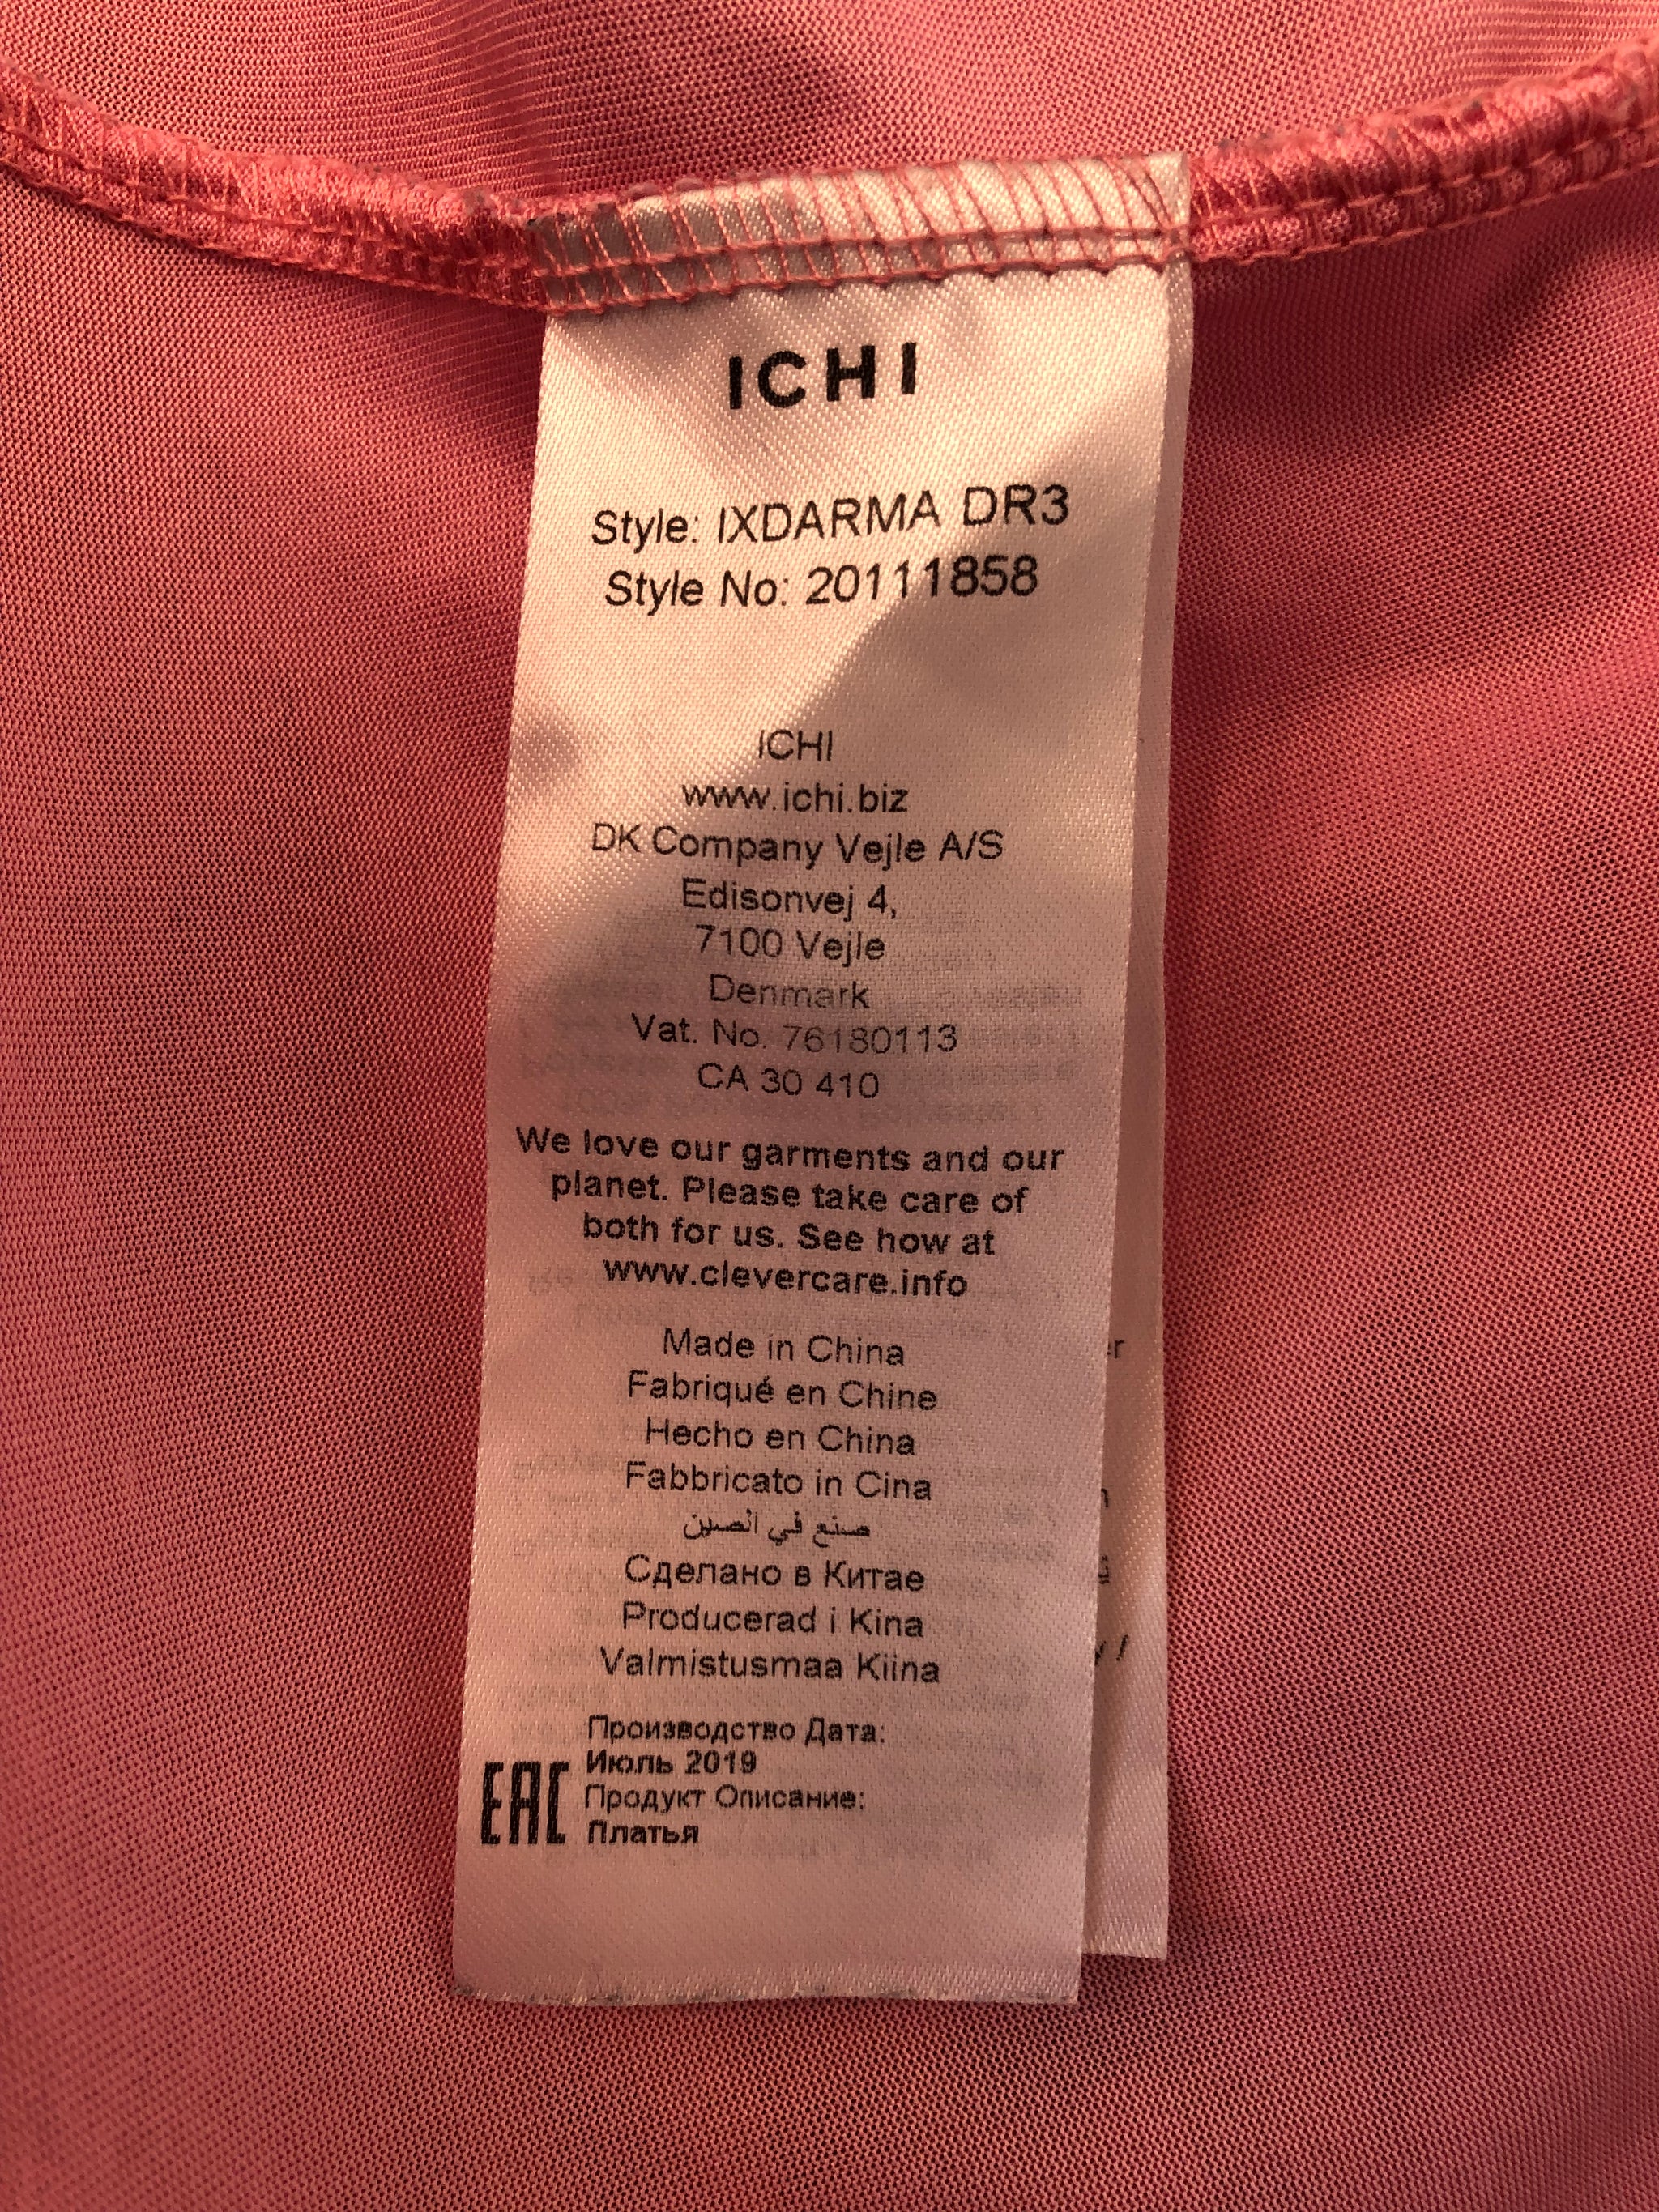 ICHI
Style: IXDARMA DR3
Style No: 20111858
ICHI
www.ichi.biz
DK Company Vejle A/S
Edisonvej 4,
7100 Vejle
Denmark
Vat. No. 76180113
CA 30 410
We love our garments and our
planet. Please take care of
both for us. See how at
www.clevercare.info
Made in China
Fabriqué en Chine
Hecho en China
Fabbricato in Cina
صنع في الصين
Сделано в Китае
Producerad i Kina
Valmistusmaa Kiina
Производство Дата:
Июль 2019
EAC Продукт Описание:
Платья